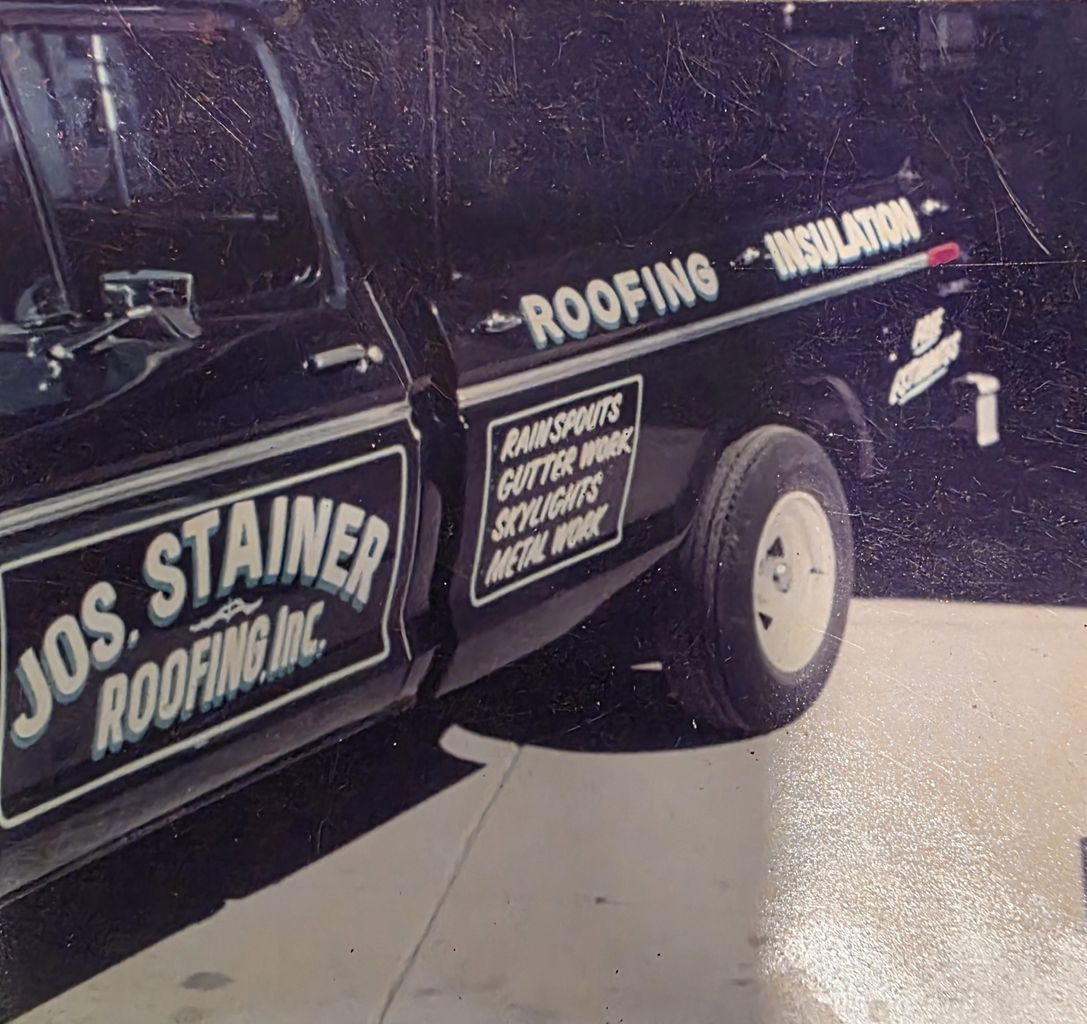 JOS. STAINER
ROOFING, Inc.
ROOFING
INSULATION
RAINSPOUTS
GUTTER WORK
SKYLIGHTS
METAL WORK